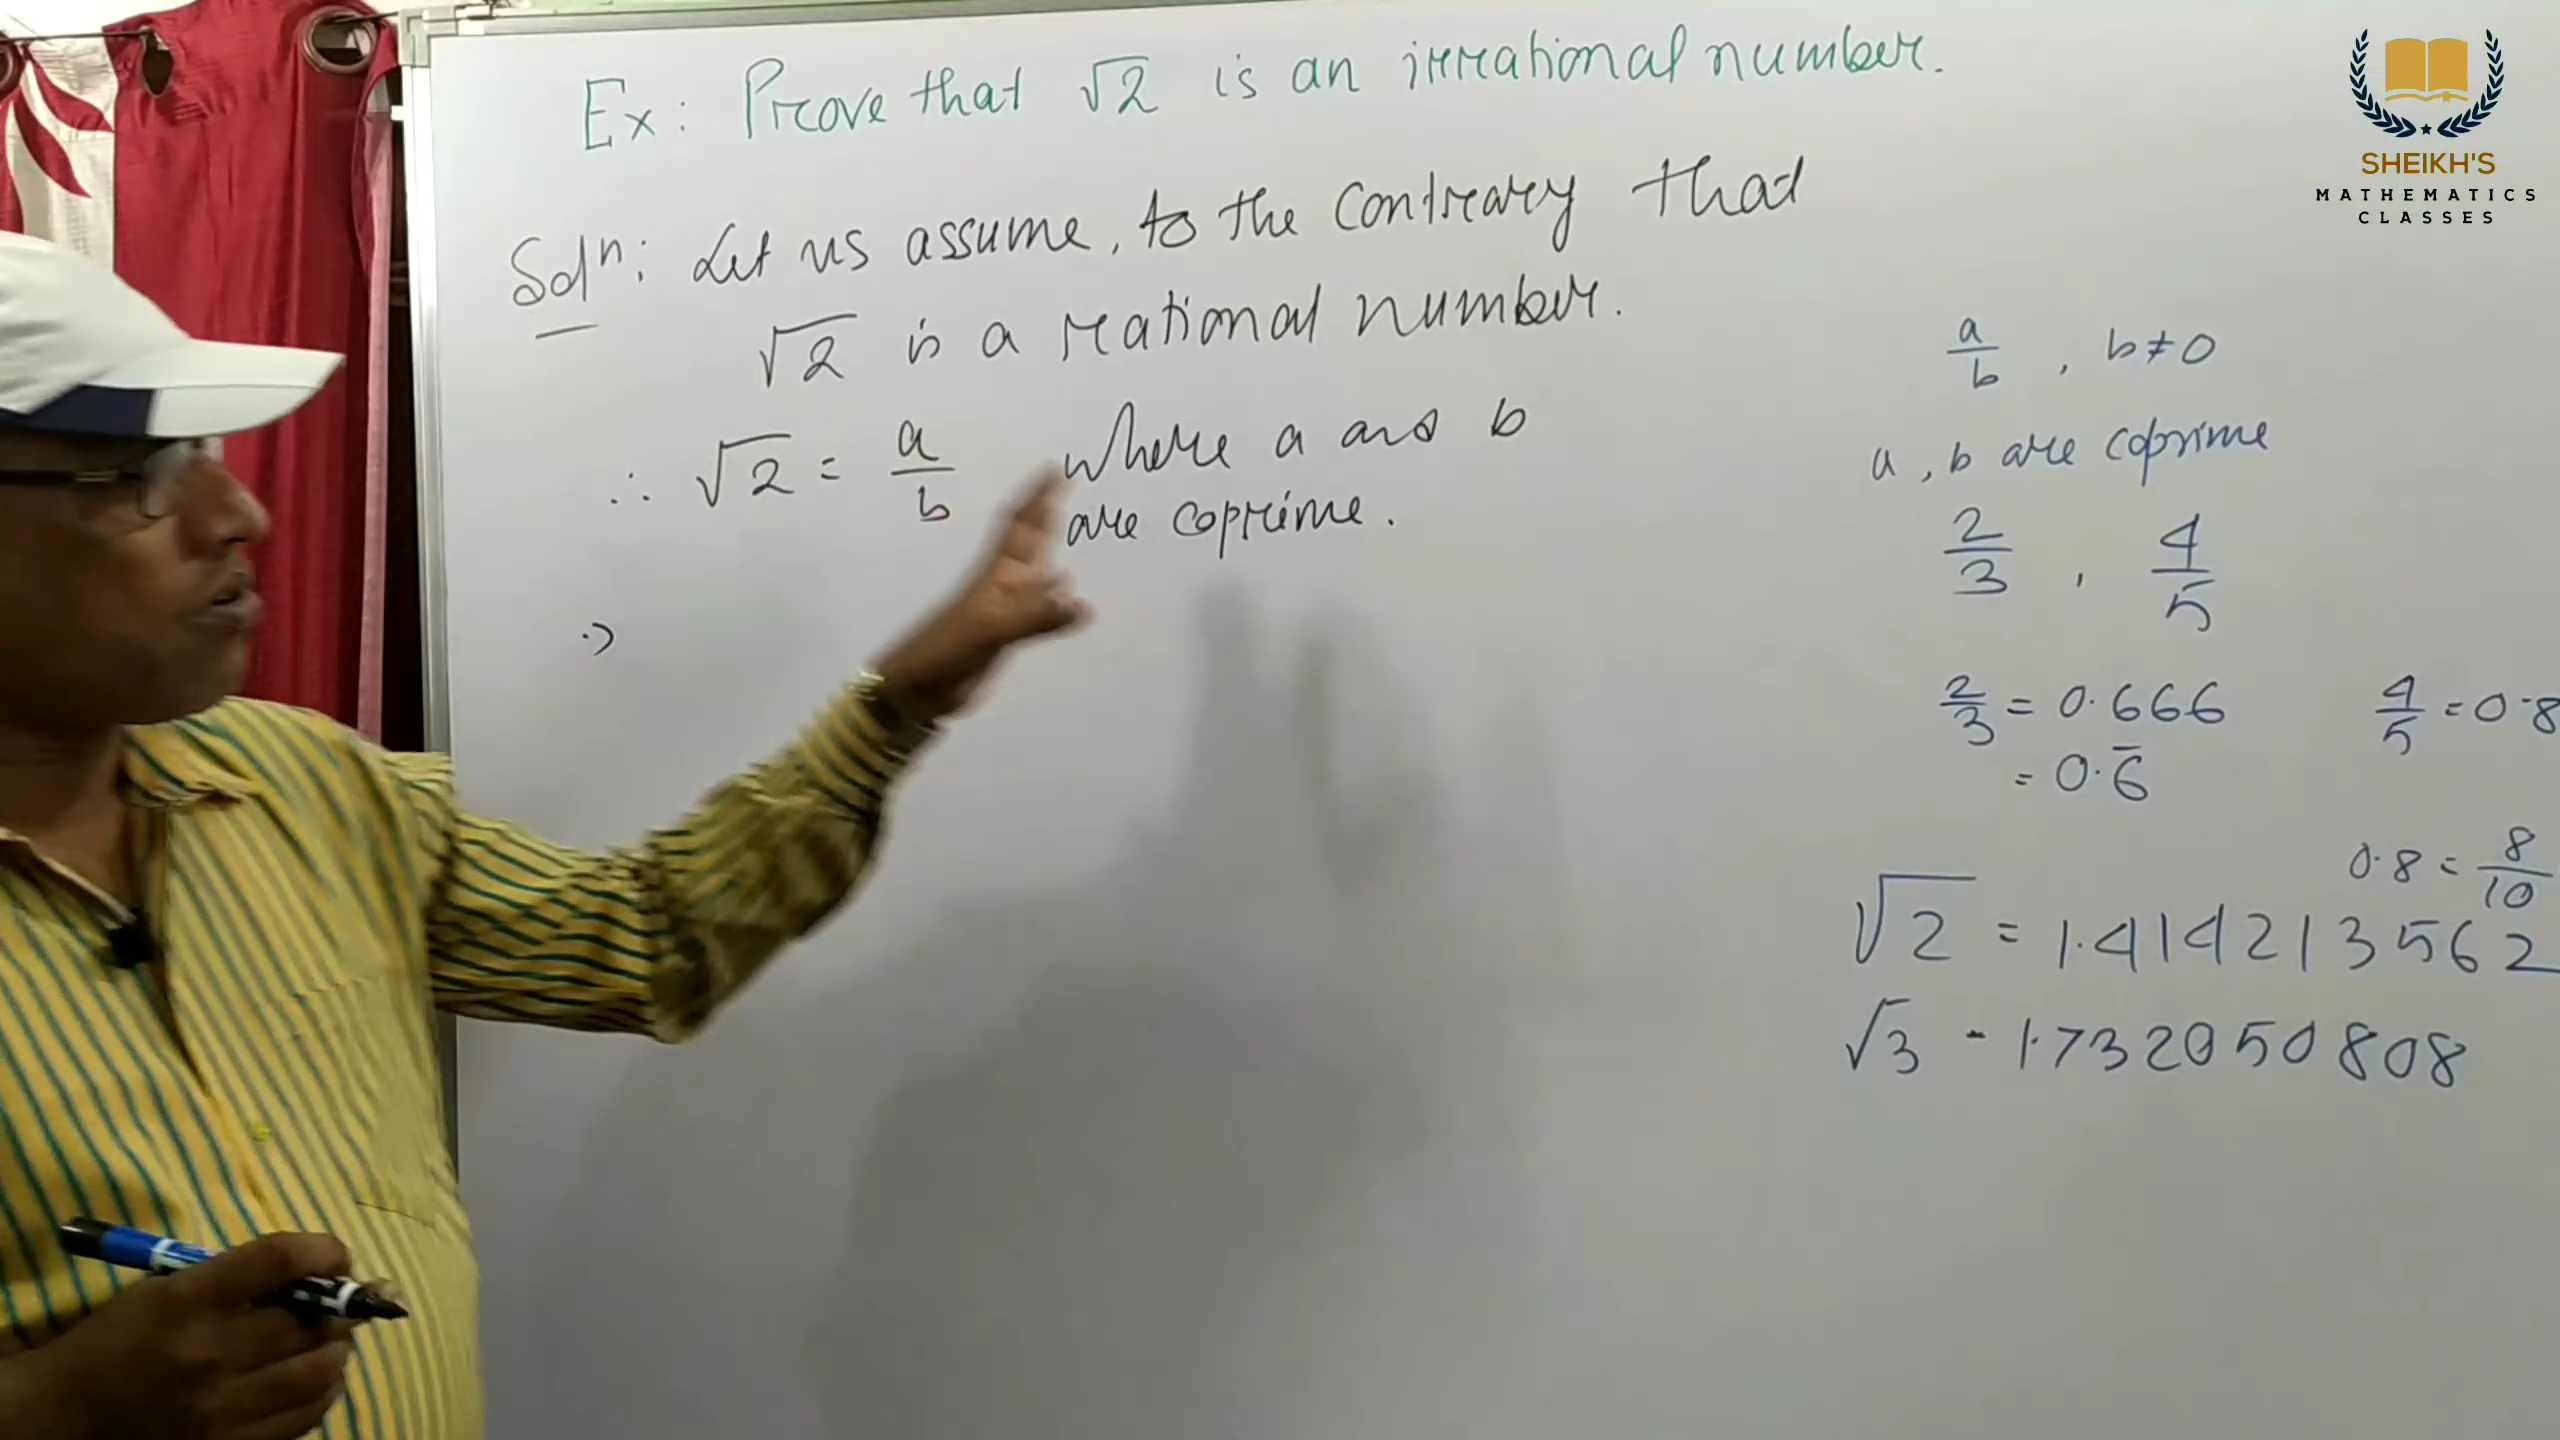 Ex: Prove that √2 is an irrational number.
Solⁿ: Let us assume, to the contrary that
√2 is a rational number.
∴ √2 = a/b where a and b
are coprime.
a/b , b≠0
a, b are coprime
2/3 , 4/5
2/3 = 0.666
= 0.6̅
4/5 = 0.8
0.8 = 8/10
√2 = 1.414213562
√3 - 1.732050808
SHEIKH'S
MATHEMATICS
CLASSES